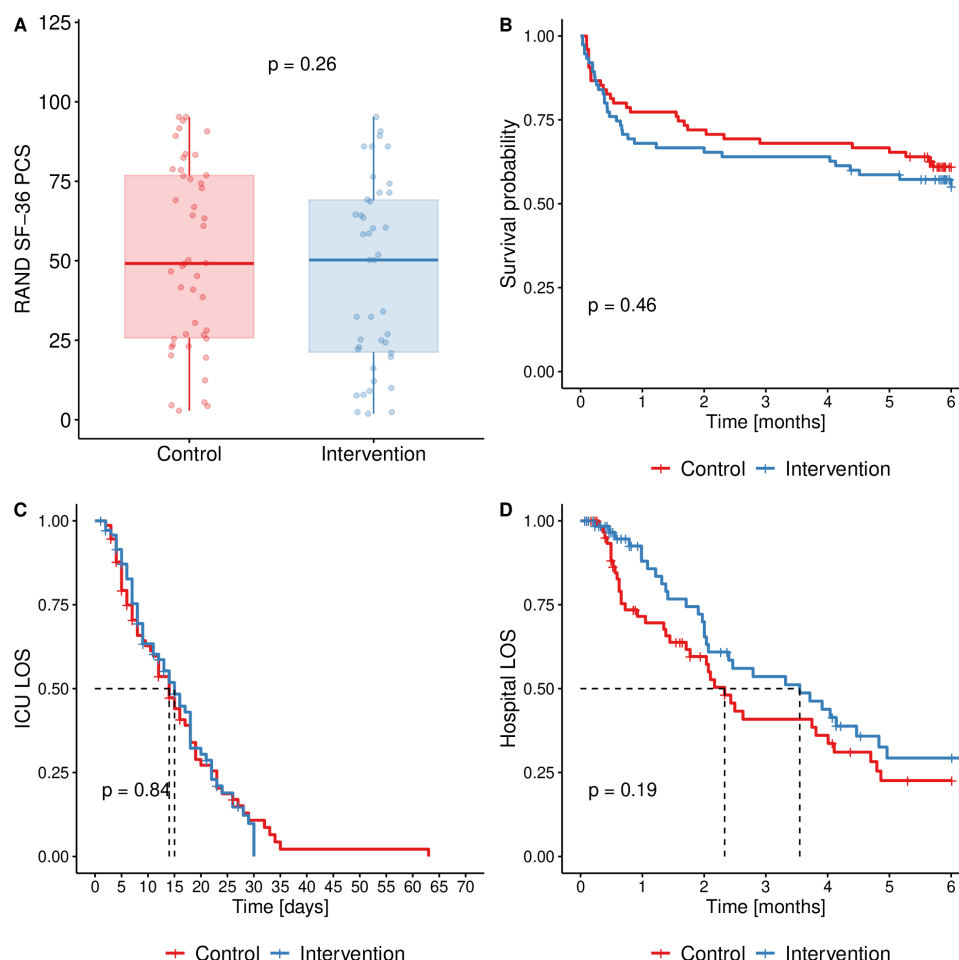 A
RAND SF−36 PCS
125
100
75
50
25
0
p = 0.26
Control
Intervention
B
Survival probability
1.00
0.75
0.50
0.25
0.00
p = 0.46
0 1 2 3 4 5 6
Time [months]
Control Intervention
C
ICU LOS
1.00
0.75
0.50
0.25
0.00
p = 0.84
0 5 10 15 20 25 30 35 40 45 50 55 60 65 70
Time [days]
Control Intervention
D
Hospital LOS
1.00
0.75
0.50
0.25
0.00
p = 0.19
0 1 2 3 4 5 6
Time [months]
Control Intervention